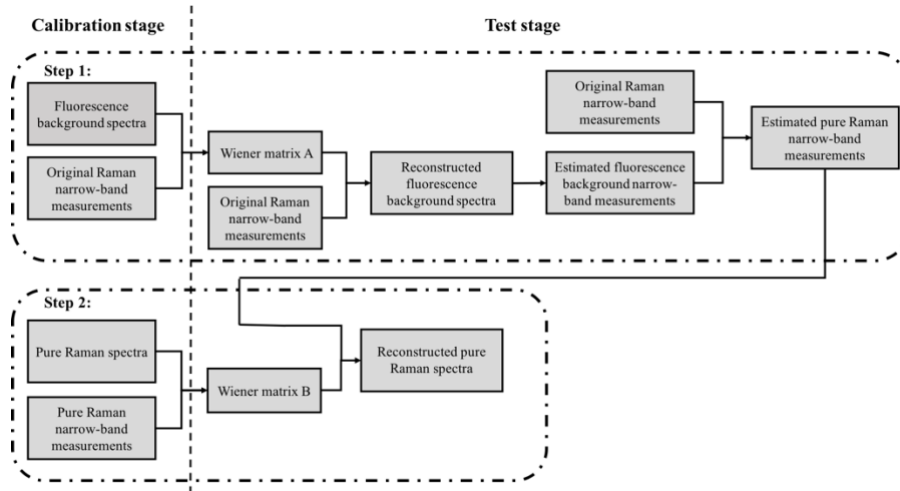 Calibration stage
Test stage
Step 1:
Fluorescence
background spectra
Original Raman
narrow-band
measurements
Wiener matrix A
Original Raman
narrow-band
measurements
Reconstructed
fluorescence
background spectra
Original Raman
narrow-band
measurements
Estimated fluorescence
background narrow-
band measurements
Estimated pure Raman
narrow-band
measurements
Step 2:
Pure Raman spectra
Pure Raman
narrow-band
measurements
Wiener matrix B
Reconstructed pure
Raman spectra